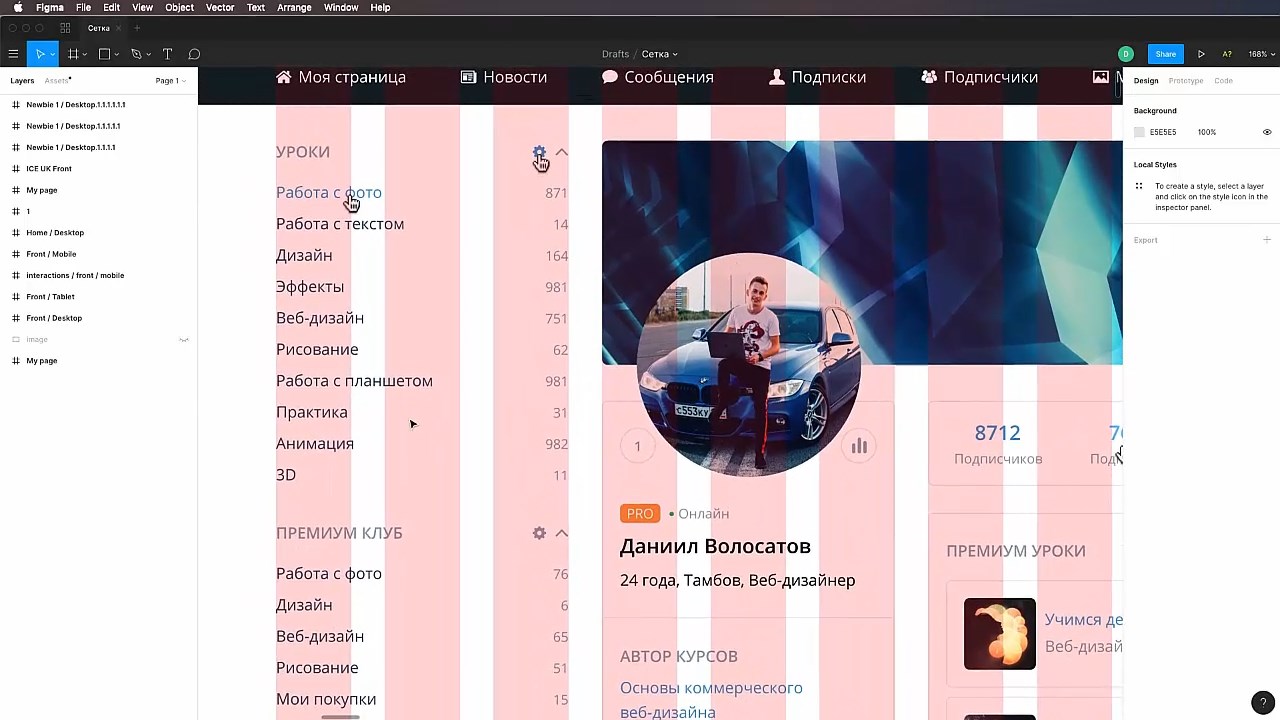 Figma File Edit View Object Vector Text Arrange Window Help
Сетка
Drafts / Сетка
D Share A? 168%
Layers Assets Page 1
Design Prototype Code
Newbie 1 / Desktop.1.1.1.1.1.1
Newbie 1 / Desktop.1.1.1.1.1
Newbie 1 / Desktop.1.1.1.1
ICE UK Front
My page
1
Home / Desktop
Front / Mobile
interactions / front / mobile
Front / Tablet
Front / Desktop
image
My page
Моя страница Новости Сообщения Подписки Подписчики
УРОКИ
Работа с фото 871
Работа с текстом 14
Дизайн 164
Эффекты 981
Веб-дизайн 751
Рисование 62
Работа с планшетом 981
Практика 31
Анимация 982
3D 11
ПРЕМИУМ КЛУБ
Работа с фото 76
Дизайн 6
Веб-дизайн 65
Рисование 51
Мои покупки 15
1
PRO • Онлайн
Даниил Волосатов
24 года, Тамбов, Веб-дизайнер
АВТОР КУРСОВ
Основы коммерческого
веб-дизайна
8712
Подписчиков
ПРЕМИУМ УРОКИ
Учимся де
Веб-дизай
Background
E5E5E5 100%
Local Styles
To create a style, select a layer
and click on the style icon in the
inspector panel.
Export
?